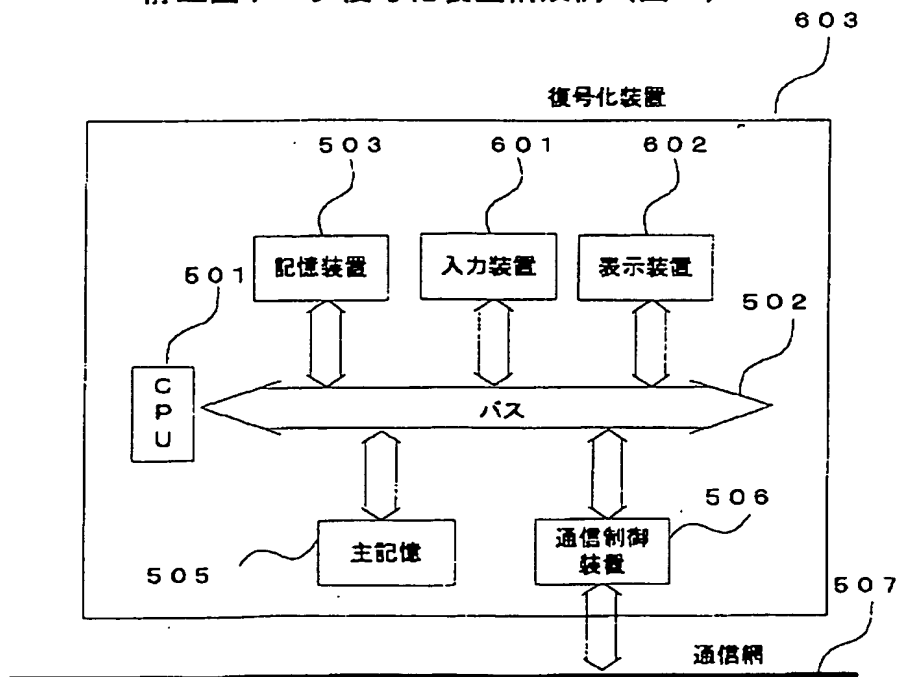 603
復号化装置
503
601
602
記憶装置
入力装置
表示装置
501
502
CPU
バス
506
主記憶
通信制御
装置
505
507
通信網